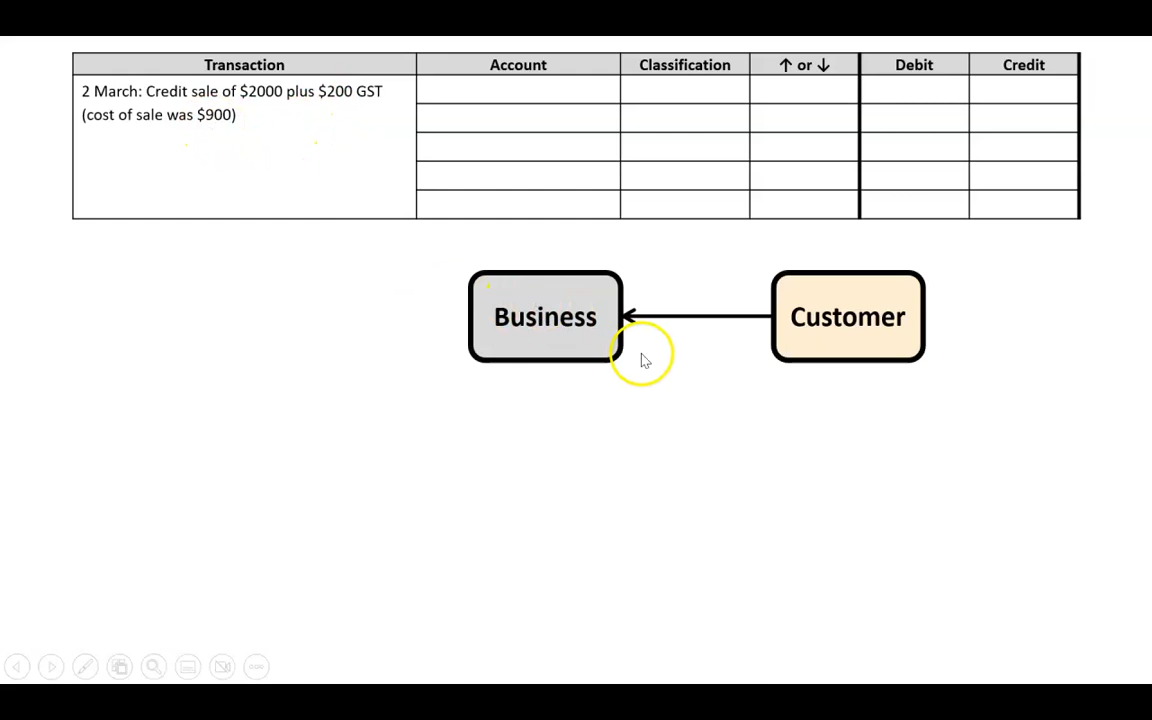 Transaction Account Classification ↑ or ↓ Debit Credit
2 March: Credit sale of $2000 plus $200 GST
(cost of sale was $900)
Business Customer